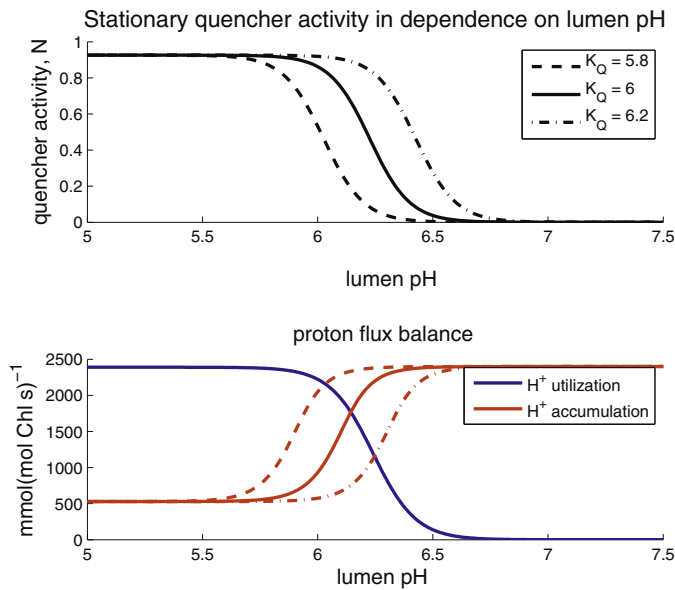 Stationary quencher activity in dependence on lumen pH
quencher activity, N
1
0.8
0.6
0.4
0.2
0
K_Q = 5.8
K_Q = 6
K_Q = 6.2
5
5.5
6
6.5
7
7.5
lumen pH
proton flux balance
mmol(mol Chl s)⁻¹
2500
2000
1500
1000
500
0
H⁺ utilization
H⁺ accumulation
5
5.5
6
6.5
7
7.5
lumen pH